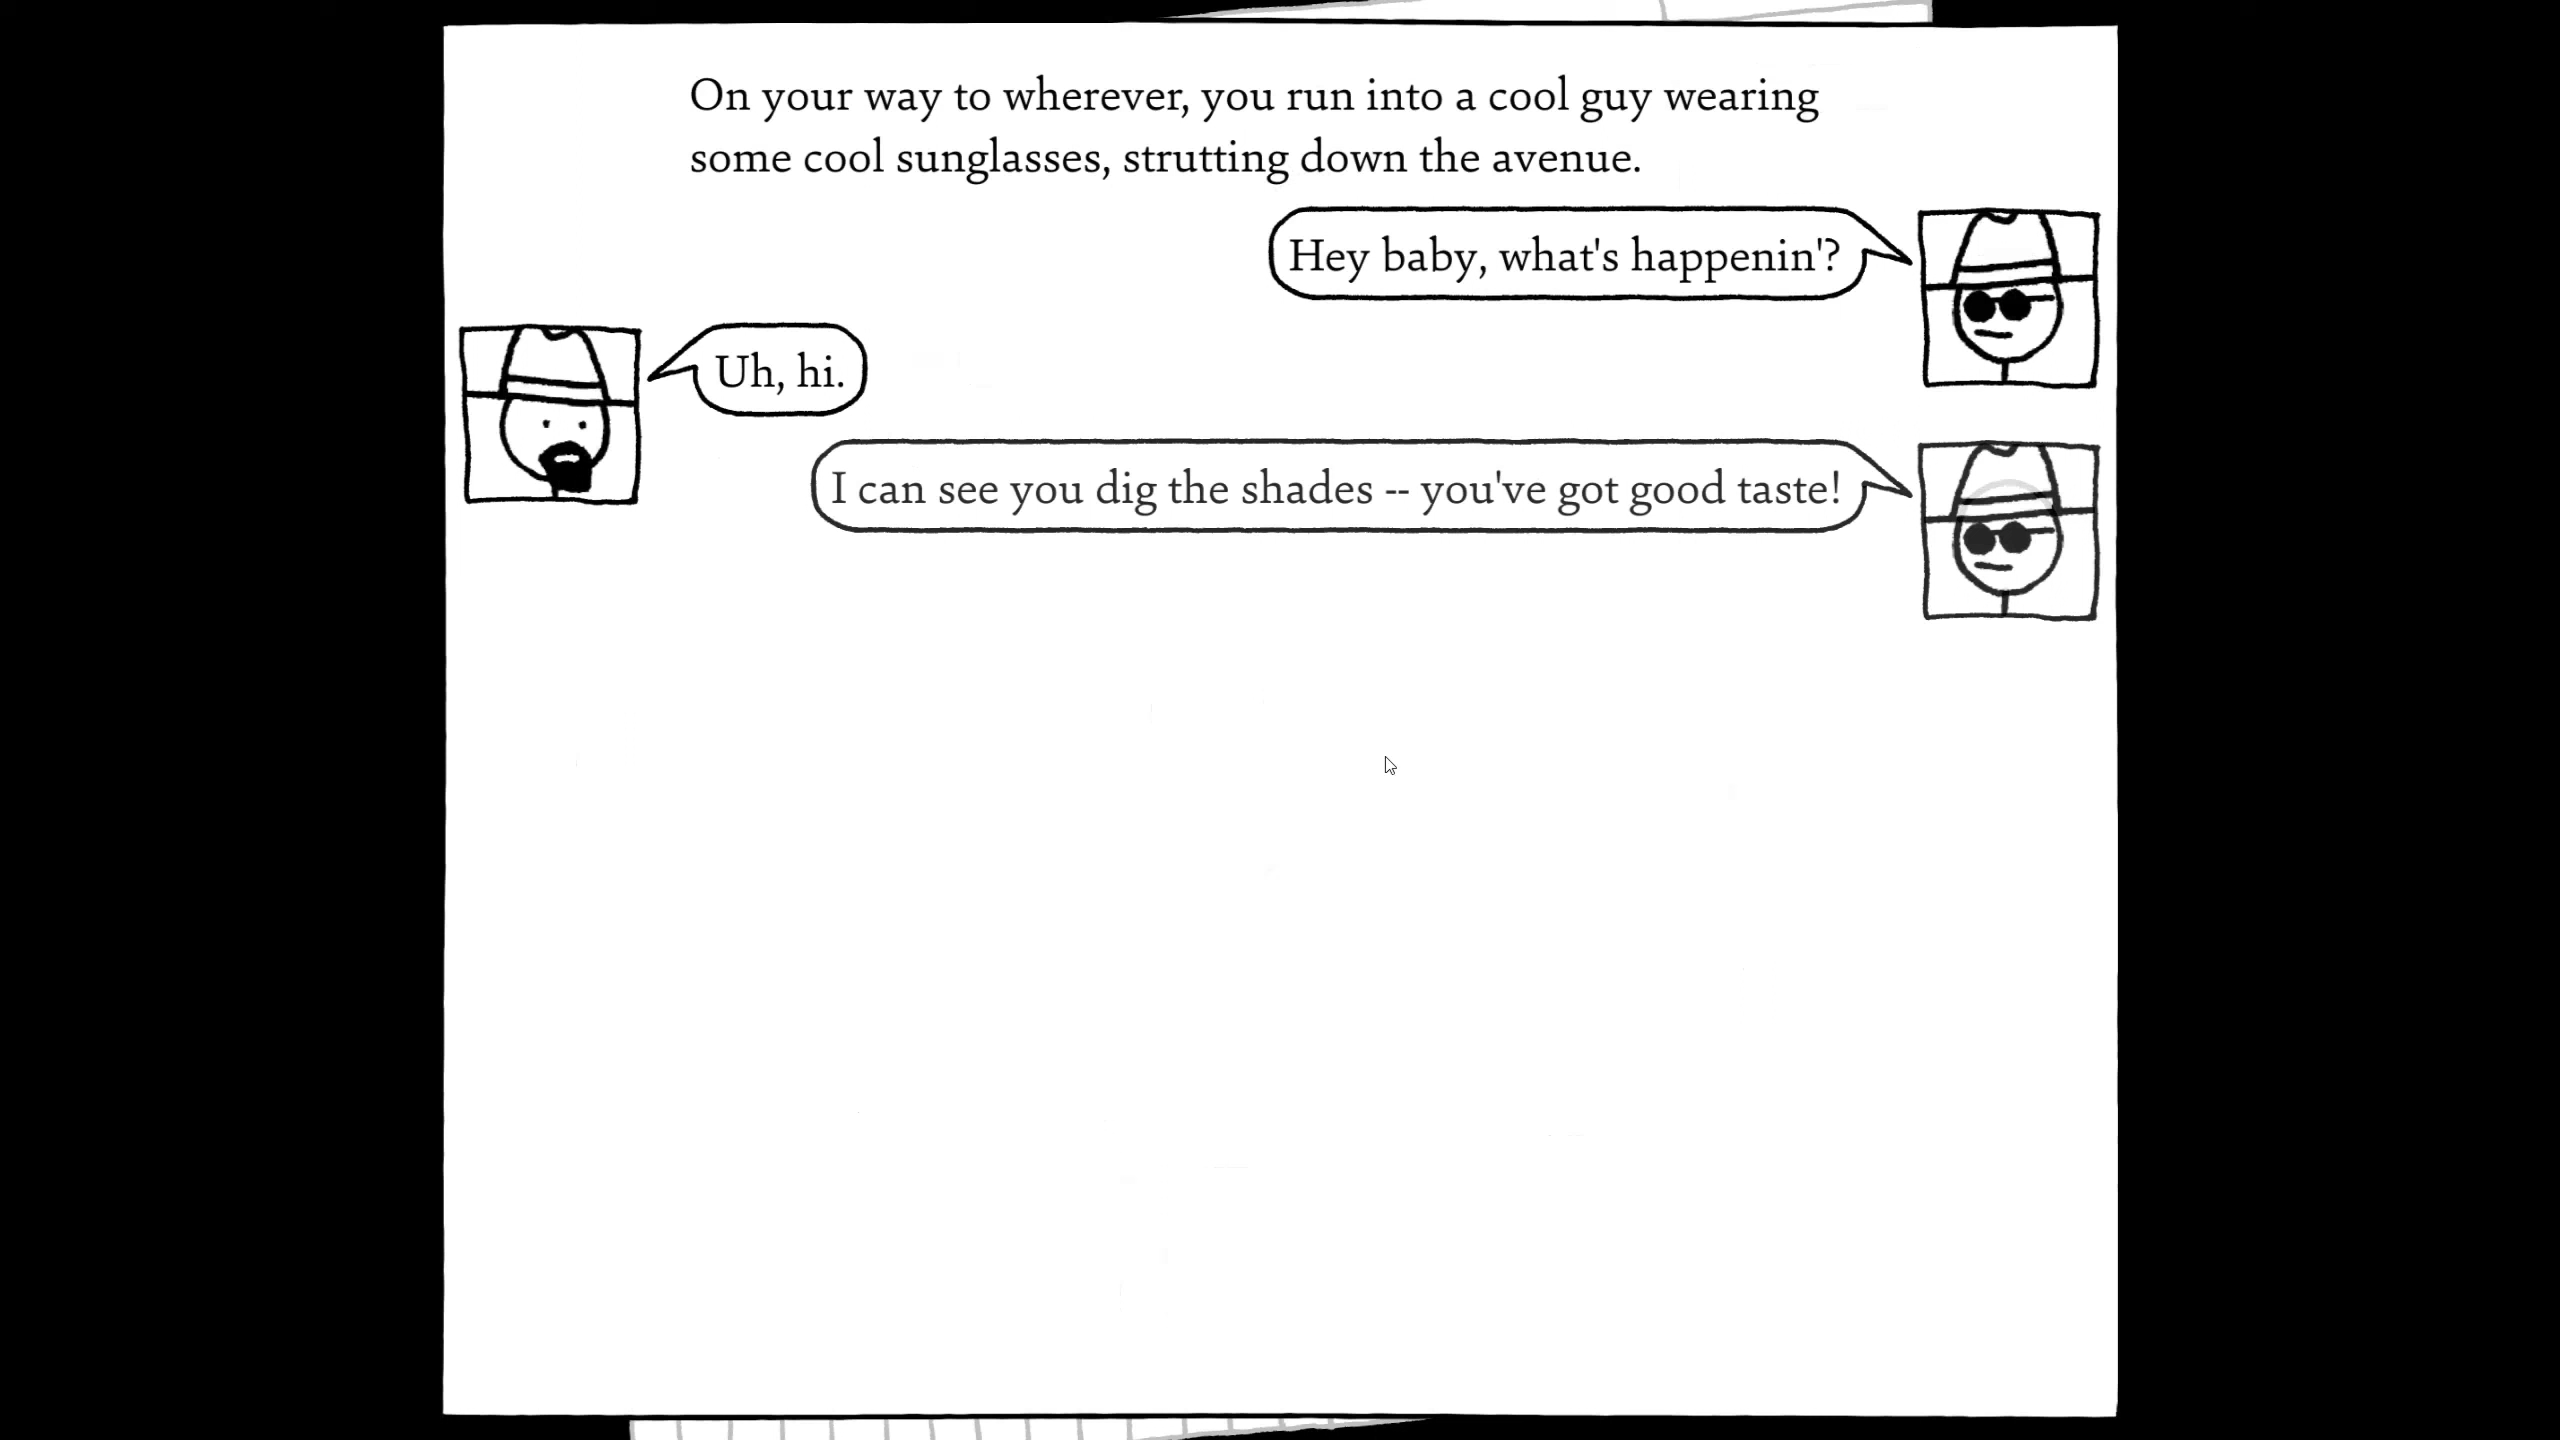 On your way to wherever, you run into a cool guy wearing
some cool sunglasses, strutting down the avenue.
Hey baby, what's happenin'?
Uh, hi.
I can see you dig the shades -- you've got good taste!